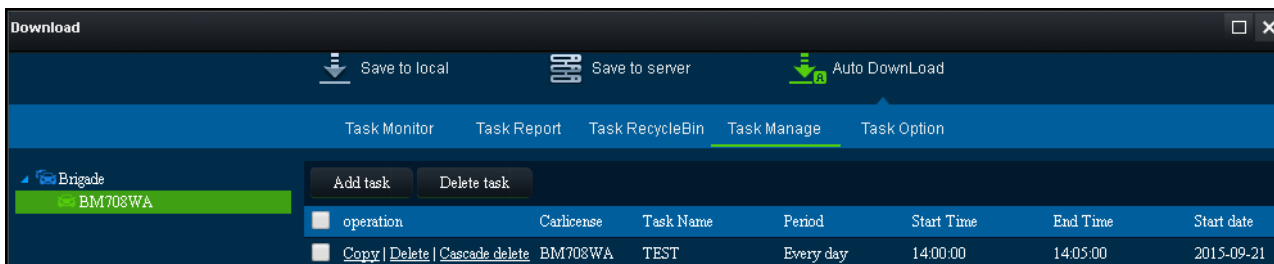 Download
Save to local Save to server A Auto DownLoad
Task Monitor Task Report Task RecycleBin Task Manage Task Option
Brigade
BM708WA
Add task Delete task
operation Carlicense Task Name Period Start Time End Time Start date
Copy | Delete | Cascade delete BM708WA TEST Every day 14:00:00 14:05:00 2015-09-21